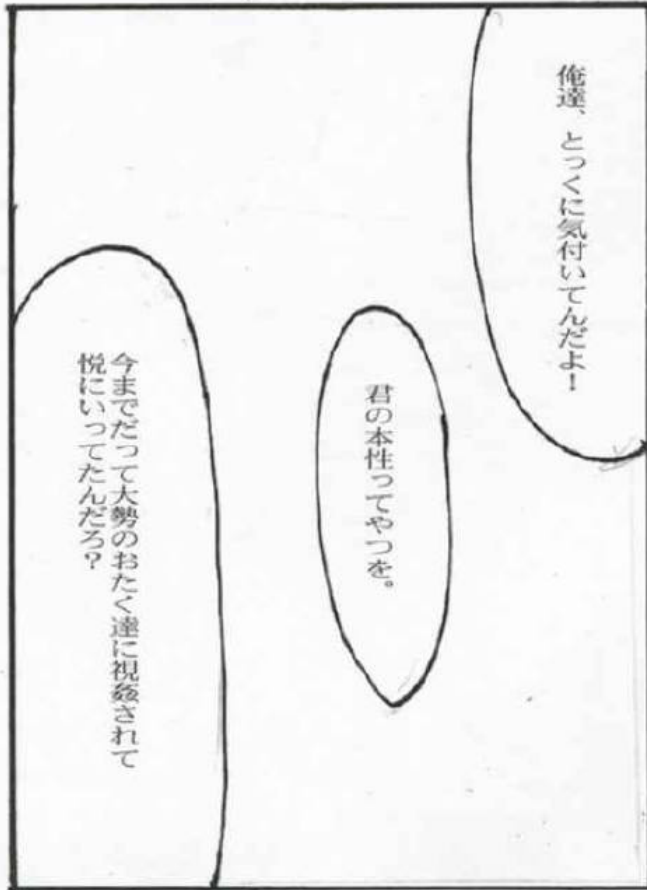 俺達、とっくに気付いてんだよ！
君の本性ってやつを。
今までだって大勢のおたく達に視姦されて
悦にいってたんだろ？